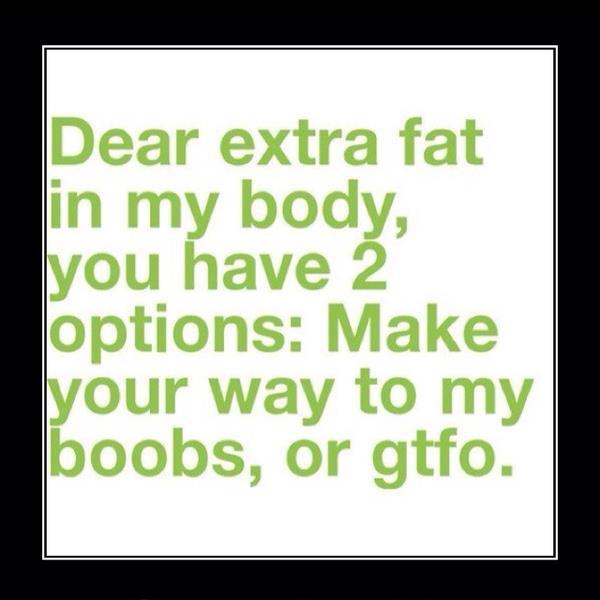 Dear extra fat
in my body,
you have 2
options: Make
your way to my
boobs, or gtfo.